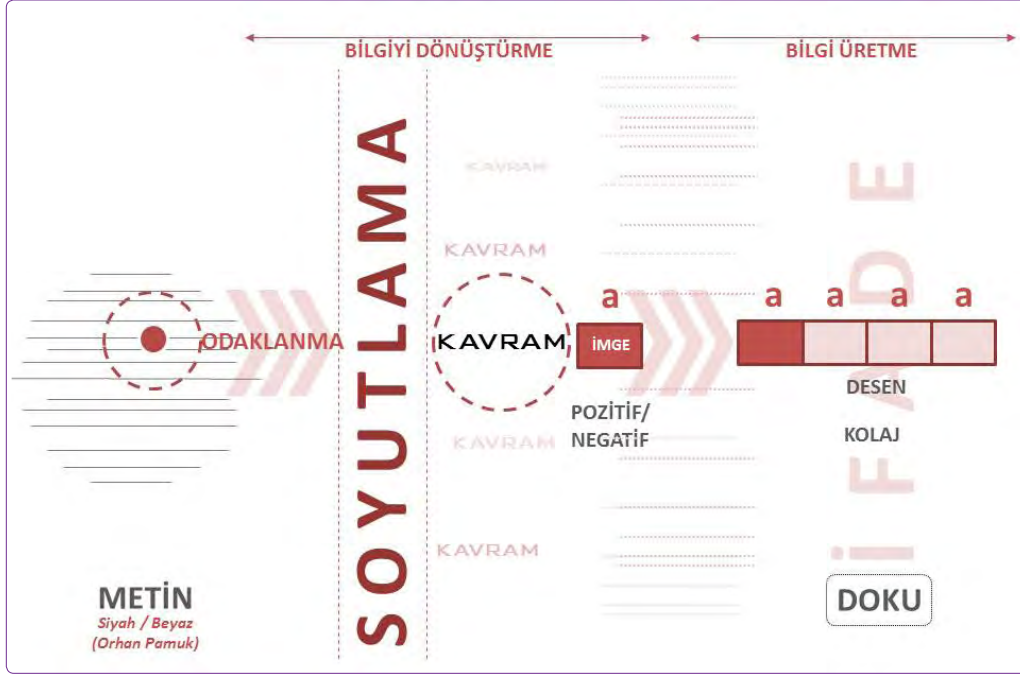 BİLGİYİ DÖNÜŞTÜRME
BİLGİ ÜRETME
SOYUTLAMA
İFADE
KAVRAM
KAVRAM
a
a a a a
ODAKLANMA
KAVRAM
İMGE
DESEN
POZİTİF/
NEGATİF
KOLAJ
KAVRAM
KAVRAM
METİN
Siyah / Beyaz
(Orhan Pamuk)
DOKU